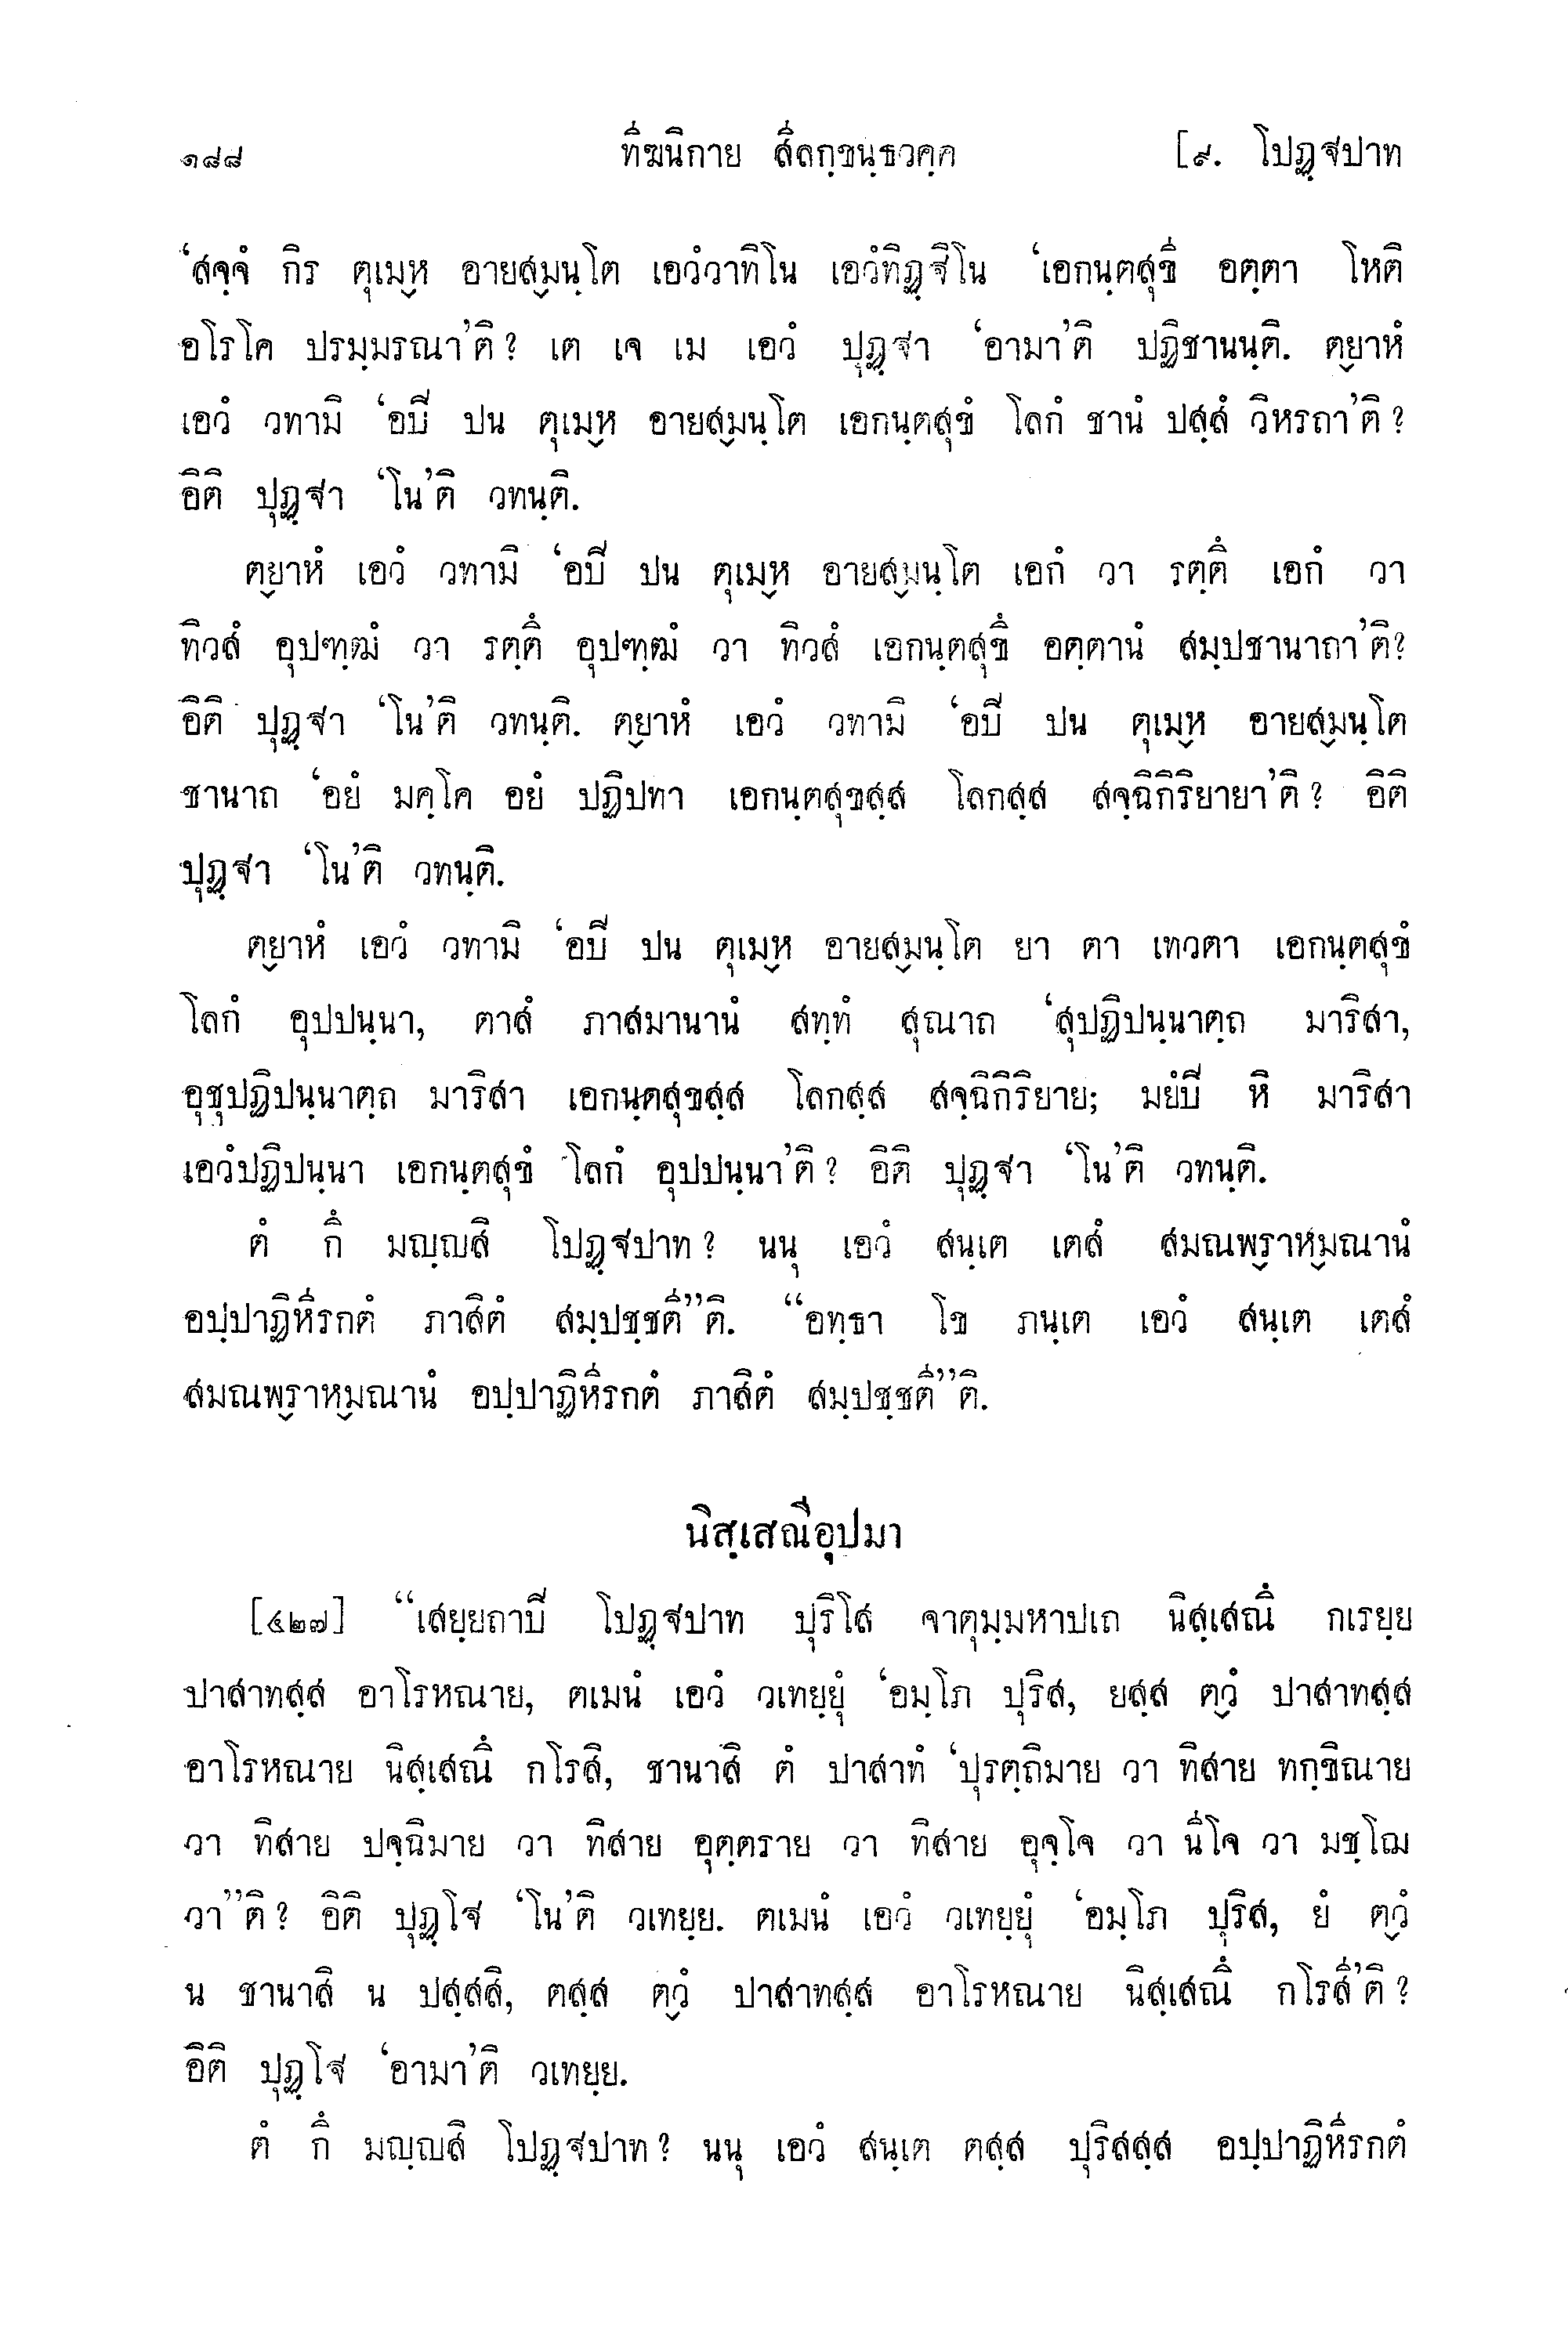 ๑๘๘ ทีฆนิกาย สีลกฺขนฺธวคฺค [๙. โปฏฺฐปาท
‘สจฺจํ กิร ตุเมฺห อายสฺมนฺโต เอวํวาทิโน เอวํทิฏฺฐิโน ‘เอกนฺตสุขี อตฺตา โหติ
อโรโค ปรมฺมรณา’ติ? เต เจ เม เอวํ ปุฏฺฐา ‘อามา’ติ ปฏิชานนฺติ. ตฺยาหํ
เอวํ วทามิ ‘อปิ ปน ตุเมฺห อายสฺมนฺโต เอกนฺตสุขํ โลกํ ชานํ ปสฺสํ วิหรถา’ติ?
อิติ ปุฏฺฐา ‘โน’ติ วทนฺติ.
ตฺยาหํ เอวํ วทามิ ‘อปิ ปน ตุเมฺห อายสฺมนฺโต เอกํ วา รตฺตึ เอกํ วา
ทิวสํ อุปฑฺฒํ วา รตฺตึ อุปฑฺฒํ วา ทิวสํ เอกนฺตสุขึ อตฺตานํ สมฺปชานาถา’ติ?
อิติ ปุฏฺฐา ‘โน’ติ วทนฺติ. ตฺยาหํ เอวํ วทามิ ‘อปิ ปน ตุเมฺห อายสฺมนฺโต
ชานาถ ‘อยํ มคฺโค อยํ ปฏิปทา เอกนฺตสุขสฺส โลกสฺส สจฺฉิกิริยายา’ติ? อิติ
ปุฏฺฐา ‘โน’ติ วทนฺติ.
ตฺยาหํ เอวํ วทามิ ‘อปิ ปน ตุเมฺห อายสฺมนฺโต ยา ตา เทวตา เอกนฺตสุขํ
โลกํ อุปปนฺนา, ตาสํ ภาสมานานํ สทฺทํ สุณาถ ‘สุปฏิปนฺนาตฺถ มาริสา,
อุชุปฏิปนฺนาตฺถ มาริสา เอกนฺตสุขสฺส โลกสฺส สจฺฉิกิริยาย; มยํปิ หิ มาริสา
เอวํปฏิปนฺนา เอกนฺตสุขํ โลกํ อุปปนฺนา’ติ? อิติ ปุฏฺฐา ‘โน’ติ วทนฺติ.
ตํ กึ มญฺญสิ โปฏฺฐปาท? นนุ เอวํ สนฺเต เตสํ สมณพฺราหฺมณานํ
อปฺปาฏิหีรกตํ ภาสิตํ สมฺปชฺชตี”ติ. “อทฺธา โข ภนฺเต เอวํ สนฺเต เตสํ
สมณพฺราหฺมณานํ อปฺปาฏิหีรกตํ ภาสิตํ สมฺปชฺชตี”ติ.
นิสฺเสณีอุปมา
[๔๒๗] “เสยฺยถาปิ โปฏฺฐปาท ปุริโส จาตุมฺมหาปเถ นิสฺเสณึ กเรยฺย
ปาสาทสฺส อาโรหณาย, ตเมนํ เอวํ วเทยฺยุํ ‘อมฺโภ ปุริส, ยสฺส ตฺวํ ปาสาทสฺส
อาโรหณาย นิสฺเสณึ กโรสิ, ชานาสิ ตํ ปาสาทํ ‘ปุรตฺถิมาย วา ทิสาย ทกฺขิณาย
วา ทิสาย ปจฺฉิมาย วา ทิสาย อุตฺตราย วา ทิสาย อุจฺโจ วา นีโจ วา มชฺโฌ
วา”ติ? อิติ ปุฏฺโฐ ‘โน’ติ วเทยฺย. ตเมนํ เอวํ วเทยฺยุํ ‘อมฺโภ ปุริส, ยํ ตฺวํ
น ชานาสิ น ปสฺสสิ, ตสฺส ตฺวํ ปาสาทสฺส อาโรหณาย นิสฺเสณึ กโรสี’ติ?
อิติ ปุฏฺโฐ ‘อามา’ติ วเทยฺย.
ตํ กึ มญฺญสิ โปฏฺฐปาท? นนุ เอวํ สนฺเต ตสฺส ปุริสสฺส อปฺปาฏิหีรกตํ